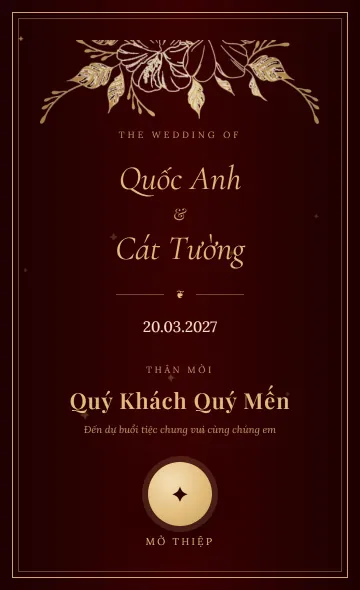 THE WEDDING OF
Quốc Anh
&
Cát Tường
20.03.2027
THÂN MỜI
Quý Khách Quý Mến
Đến dự buổi tiệc chung vui cùng chúng em
MỞ THIỆP